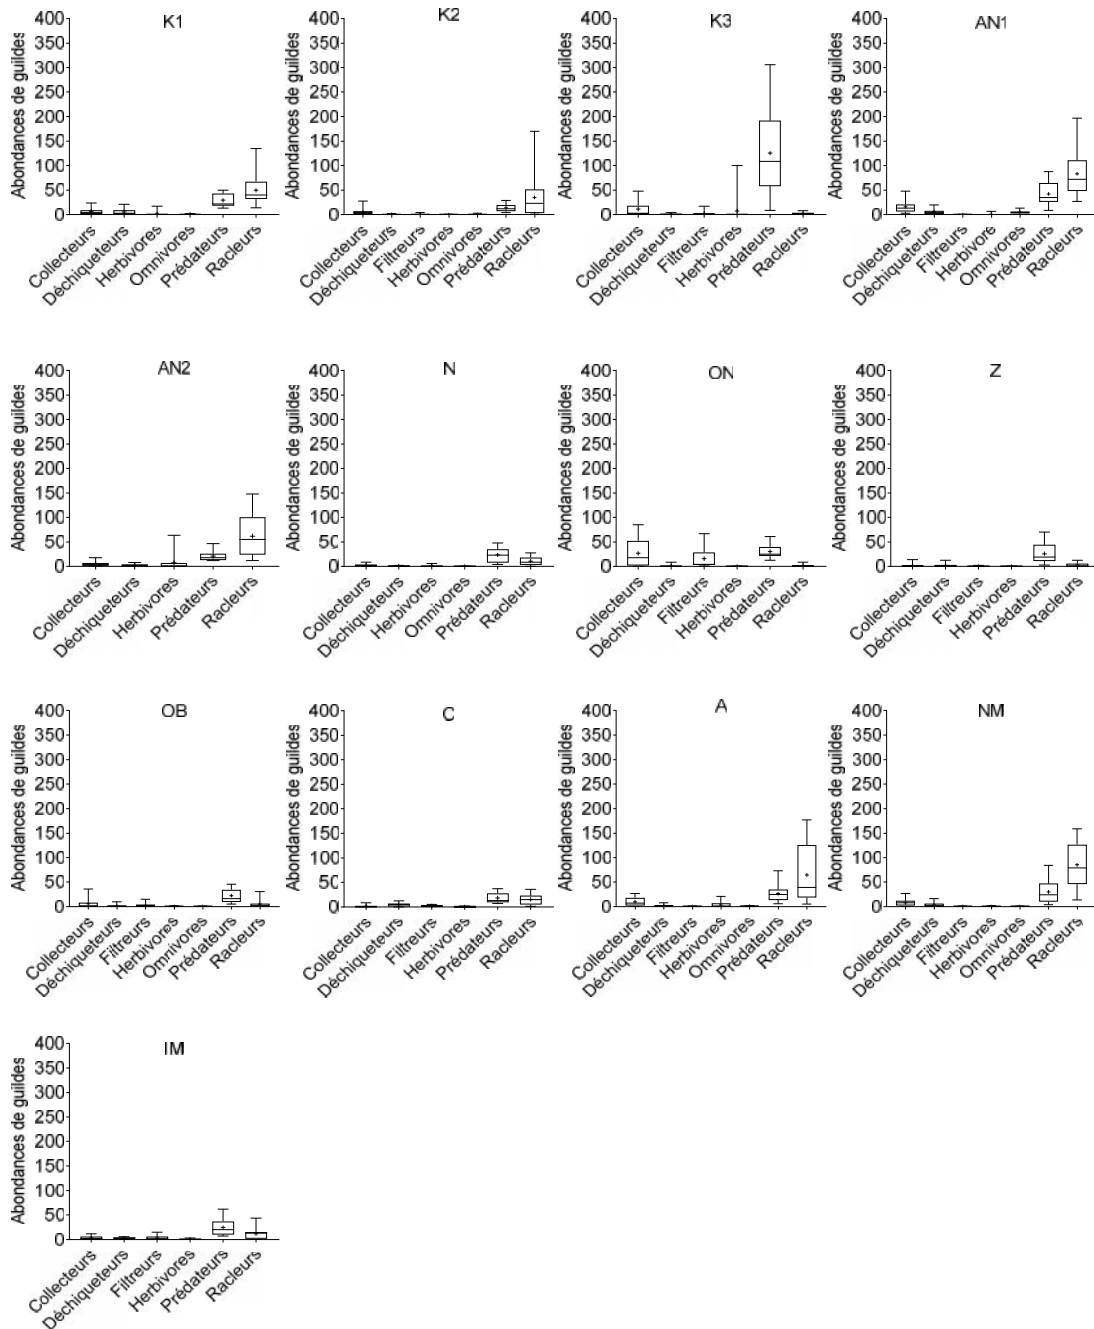 K1
Abondances de guildes
400
350
300
250
200
150
100
50
0
Collecteurs
Déchiqueteurs
Herbivores
Omnivores
Prédateurs
Racleurs
K2
Abondances de guildes
400
350
300
250
200
150
100
50
0
Collecteurs
Déchiqueteurs
Filtreurs
Herbivores
Omnivores
Prédateurs
Racleurs
K3
Abondances de guildes
400
350
300
250
200
150
100
50
0
Collecteurs
Déchiqueteurs
Filtreurs
Herbivores
Prédateurs
Racleurs
AN1
Abondances de guildes
400
350
300
250
200
150
100
50
0
Collecteurs
Déchiqueteurs
Filtreurs
Herbivore
Omnivores
Prédateurs
Racleurs
AN2
Abondances de guildes
400
350
300
250
200
150
100
50
0
Collecteurs
Déchiqueteurs
Herbivores
Prédateurs
Racleurs
N
Abondances de guildes
400
350
300
250
200
150
100
50
0
Collecteurs
Déchiqueteurs
Herbivores
Omnivores
Prédateurs
Racleurs
ON
Abondances de guildes
400
350
300
250
200
150
100
50
0
Collecteurs
Déchiqueteurs
Filtreurs
Herbivores
Prédateurs
Racleurs
Z
Abondances de guildes
400
350
300
250
200
150
100
50
0
Collecteurs
Déchiqueteurs
Filtreurs
Herbivores
Prédateurs
Racleurs
OB
Abondances de guildes
400
350
300
250
200
150
100
50
0
Collecteurs
Déchiqueteurs
Filtreurs
Herbivores
Omnivores
Prédateurs
Racleurs
C
Abondances de guildes
400
350
300
250
200
150
100
50
0
Collecteurs
Déchiqueteurs
Filtreurs
Herbivores
Prédateurs
Racleurs
A
Abondances de guildes
400
350
300
250
200
150
100
50
0
Collecteurs
Déchiqueteurs
Filtreurs
Herbivores
Omnivores
Prédateurs
Racleurs
NM
Abondances de guildes
400
350
300
250
200
150
100
50
0
Collecteurs
Déchiqueteurs
Filtreurs
Herbivores
Omnivores
Prédateurs
Racleurs
IM
Abondances de guildes
400
350
300
250
200
150
100
50
0
Collecteurs
Déchiqueteurs
Filtreurs
Herbivores
Prédateurs
Racleurs